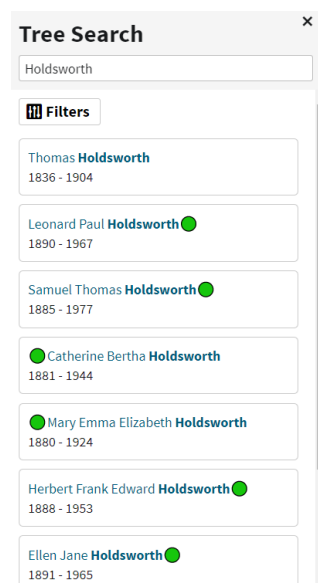 Tree Search
Holdsworth
Filters
Thomas Holdsworth
1836 - 1904
Leonard Paul Holdsworth
1890 - 1967
Samuel Thomas Holdsworth
1885 - 1977
Catherine Bertha Holdsworth
1881 - 1944
Mary Emma Elizabeth Holdsworth
1880 - 1924
Herbert Frank Edward Holdsworth
1888 - 1953
Ellen Jane Holdsworth
1891 - 1965